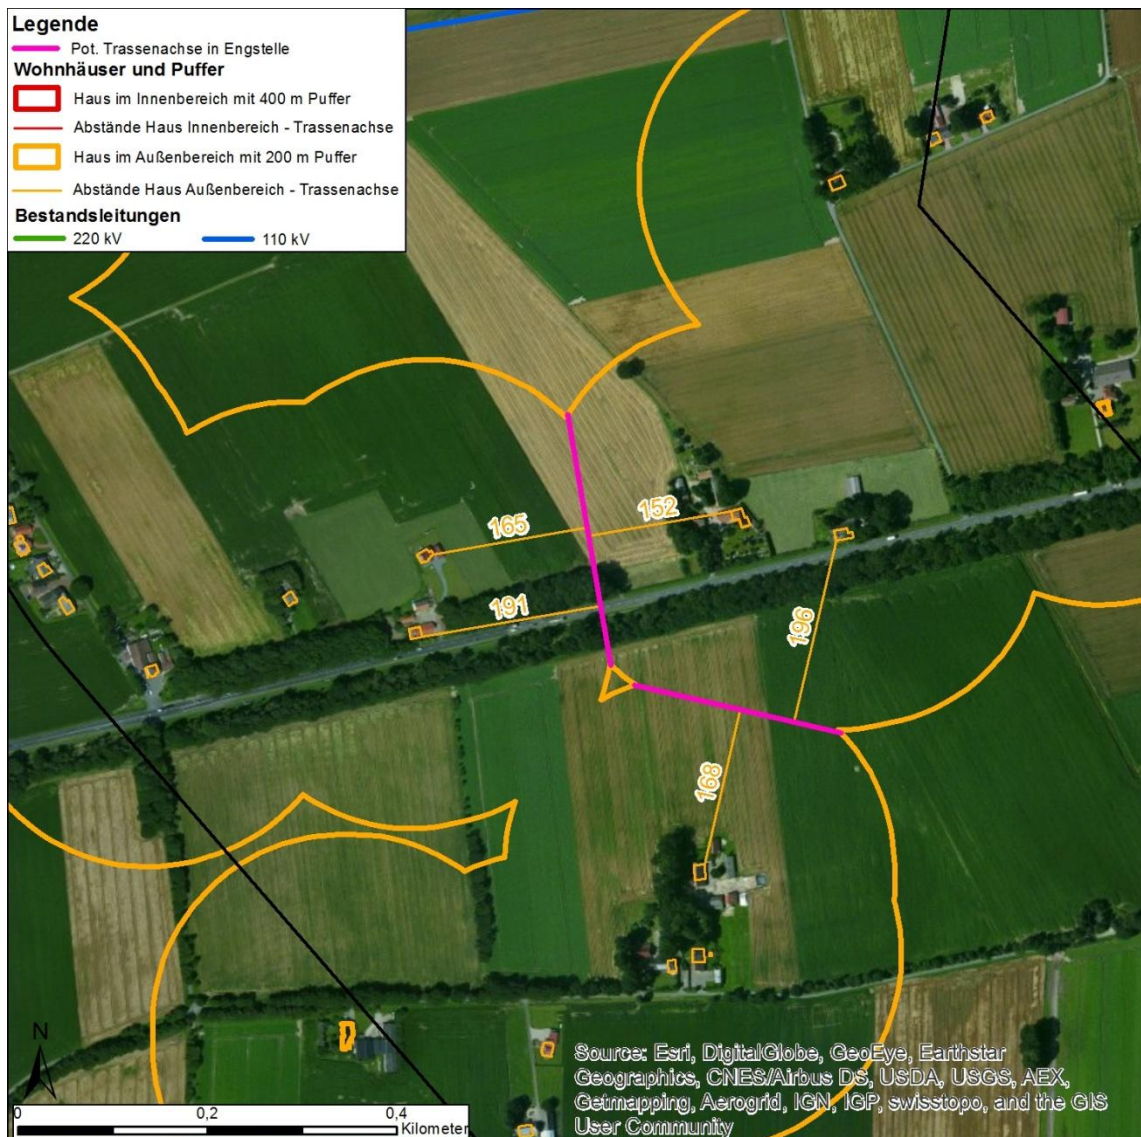 Legende
Pot. Trassenachse in Engstelle
Wohnhäuser und Puffer
Haus im Innenbereich mit 400 m Puffer
Abstände Haus Innenbereich - Trassenachse
Haus im Außenbereich mit 200 m Puffer
Abstände Haus Außenbereich - Trassenachse
Bestandsleitungen
220 kV 110 kV
165
152
191
196
168
N
0 0,2 0,4
Kilometer
Source: Esri, DigitalGlobe, GeoEye, Earthstar
Geographics, CNES/Airbus DS, USDA, USGS, AEX,
Getmapping, Aerogrid, IGN, IGP, swisstopo, and the GIS
User Community